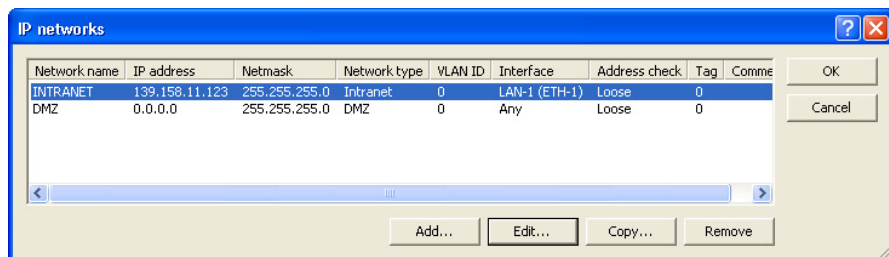 IP networks
Network name IP address Netmask Network type VLAN ID Interface Address check Tag Comme
INTRANET 139.158.11.123 255.255.255.0 Intranet 0 LAN-1 (ETH-1) Loose 0
DMZ 0.0.0.0 255.255.255.0 DMZ 0 Any Loose 0
OK
Cancel
Add... Edit... Copy... Remove